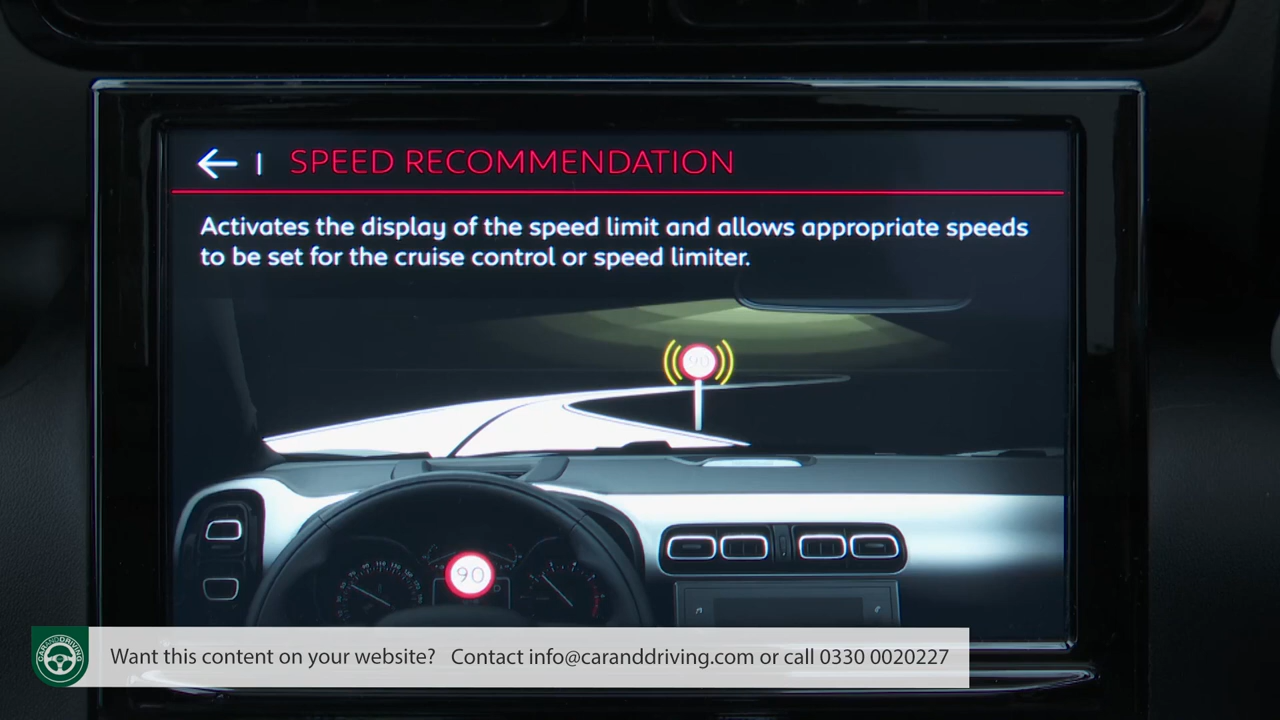 SPEED RECOMMENDATION
Activates the display of the speed limit and allows appropriate speeds
to be set for the cruise control or speed limiter.
90
90
CARANDDRIVING
Want this content on your website? Contact info@caranddriving.com or call 0330 0020227